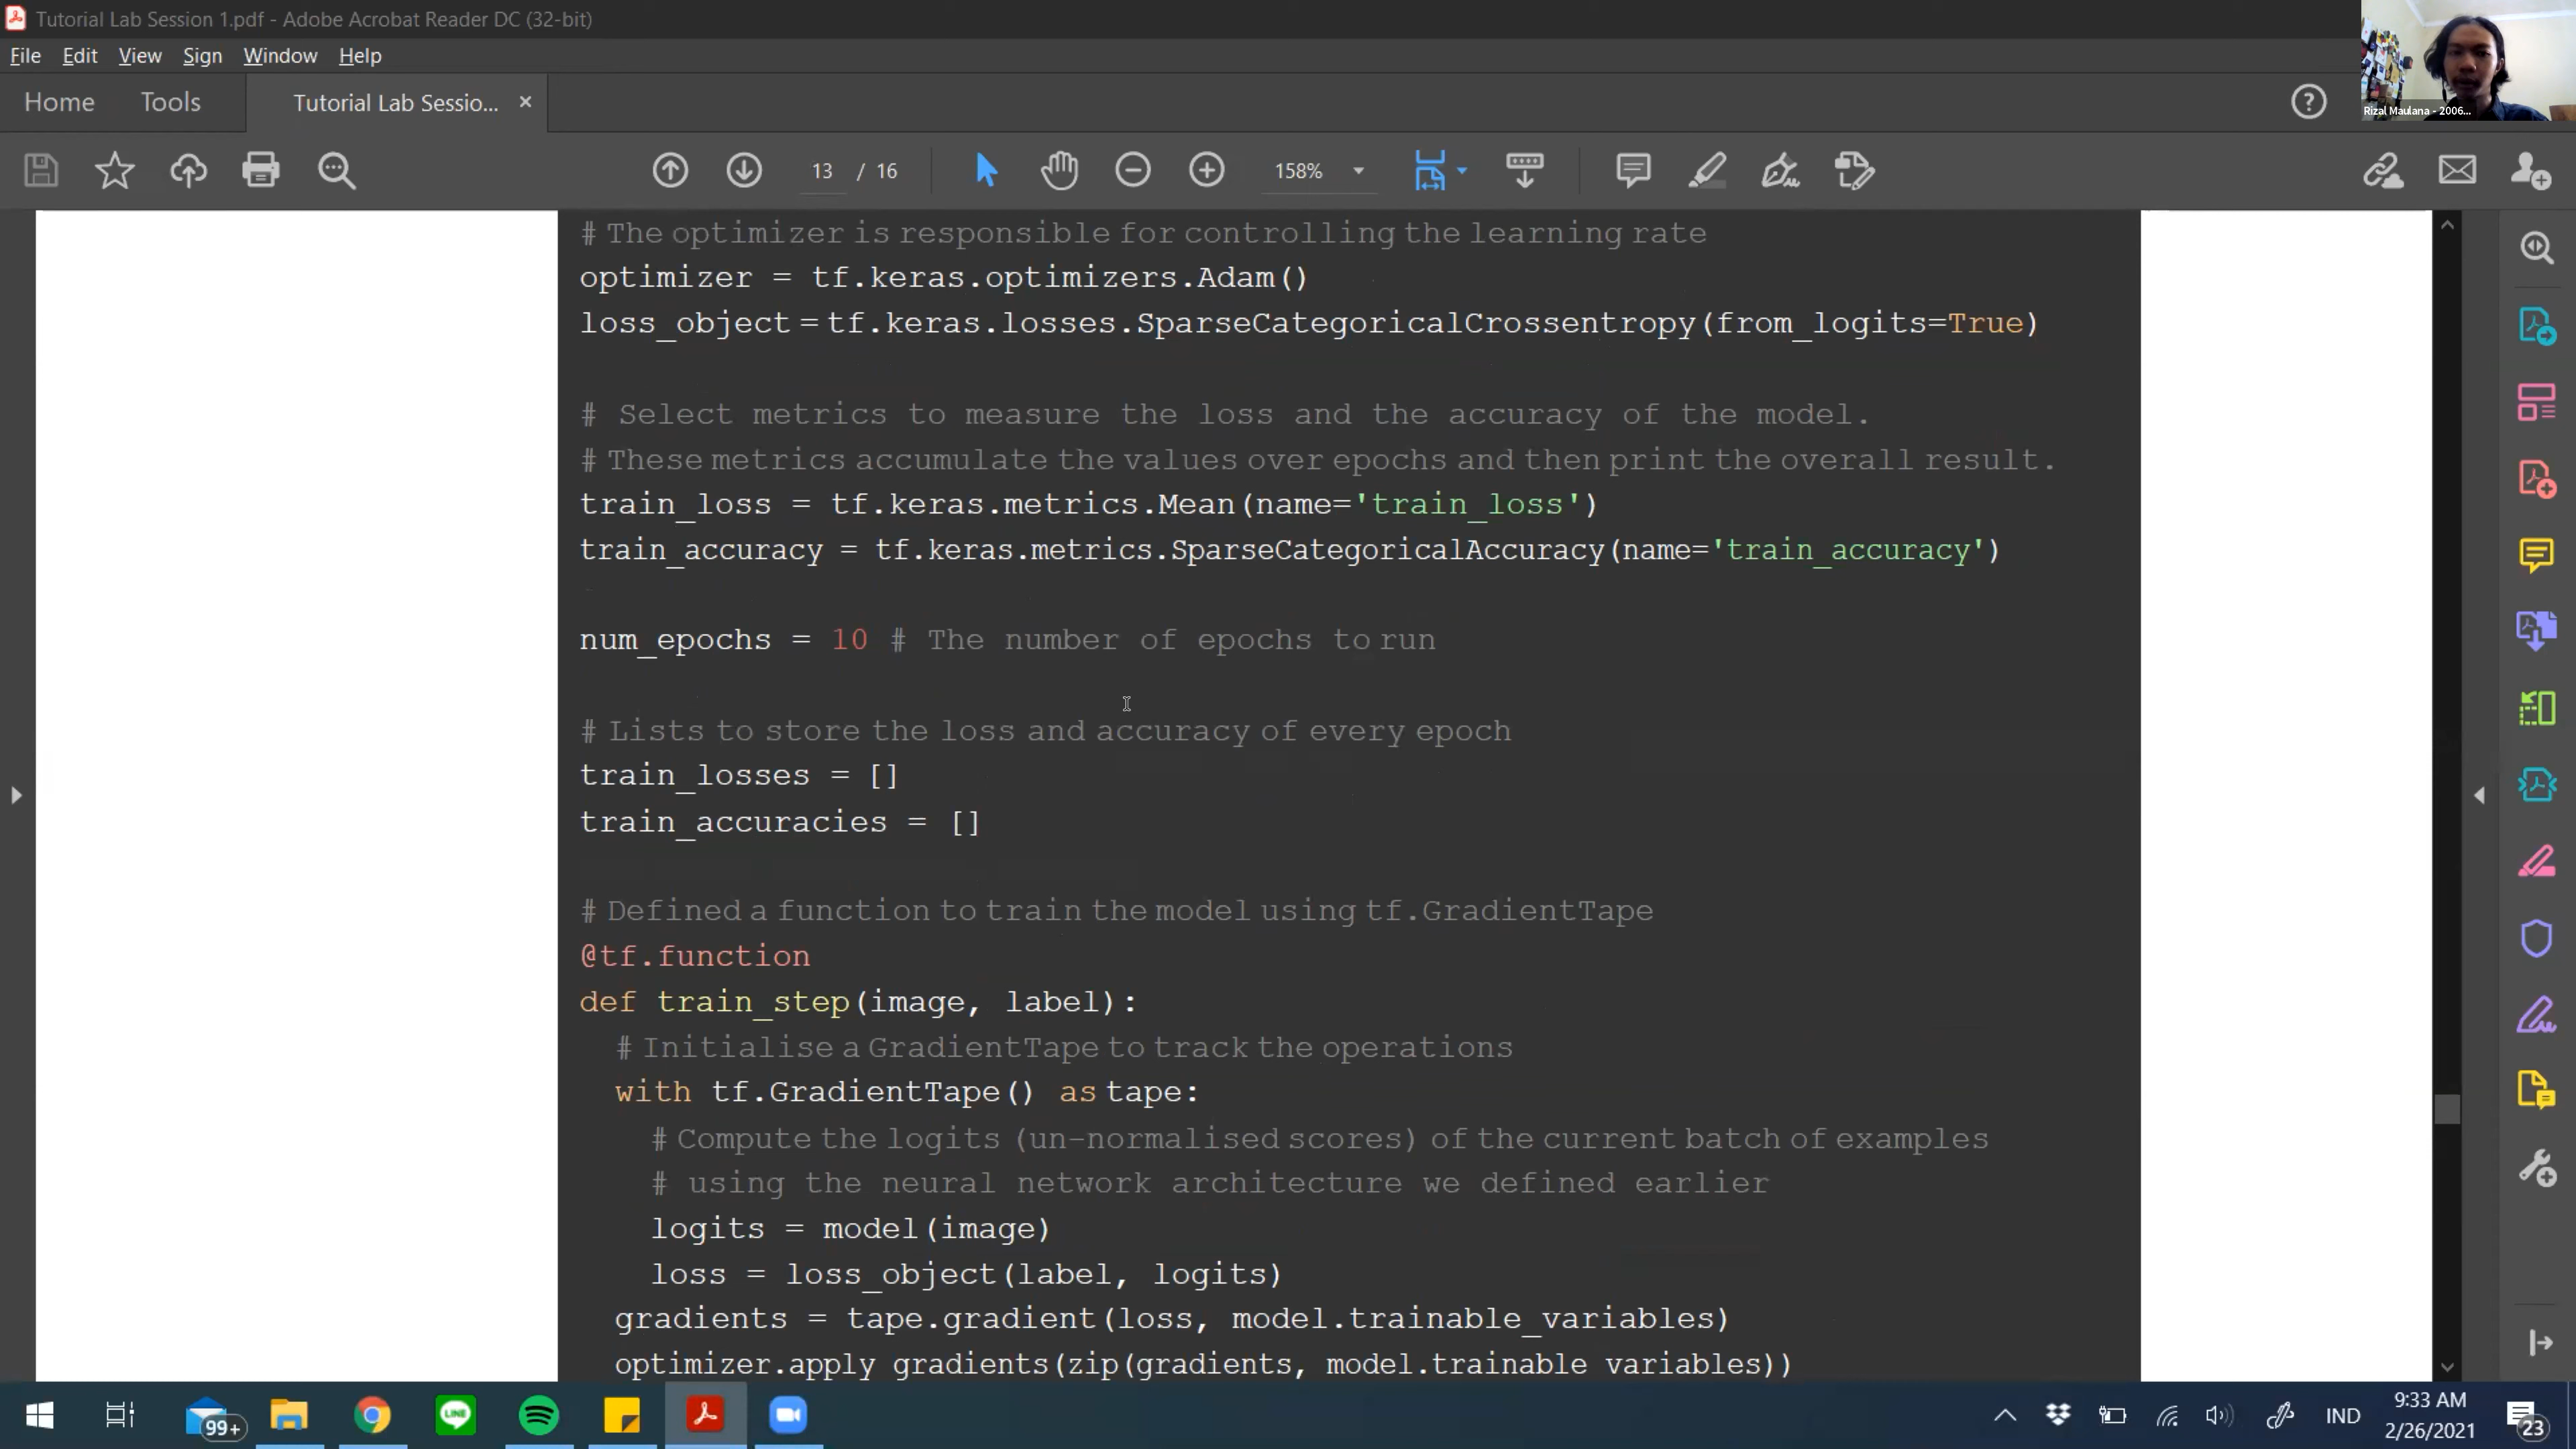 Tutorial Lab Session 1.pdf - Adobe Acrobat Reader DC (32-bit)
File Edit View Sign Window Help
Home Tools Tutorial Lab Sessio... ×
Rizal Maulana - 2006...
13 / 16 158%
# The optimizer is responsible for controlling the learning rate
optimizer = tf.keras.optimizers.Adam()
loss_object = tf.keras.losses.SparseCategoricalCrossentropy(from_logits=True)
# Select metrics to measure the loss and the accuracy of the model.
# These metrics accumulate the values over epochs and then print the overall result.
train_loss = tf.keras.metrics.Mean(name='train_loss')
train_accuracy = tf.keras.metrics.SparseCategoricalAccuracy(name='train_accuracy')
num_epochs = 10 # The number of epochs to run
# Lists to store the loss and accuracy of every epoch
train_losses = []
train_accuracies = []
# Defined a function to train the model using tf.GradientTape
@tf.function
def train_step(image, label):
# Initialise a GradientTape to track the operations
with tf.GradientTape() as tape:
# Compute the logits (un-normalised scores) of the current batch of examples
# using the neural network architecture we defined earlier
logits = model(image)
loss = loss_object(label, logits)
gradients = tape.gradient(loss, model.trainable_variables)
optimizer.apply_gradients(zip(gradients, model.trainable_variables))
99+
LINE
IND
9:33 AM
2/26/2021
23